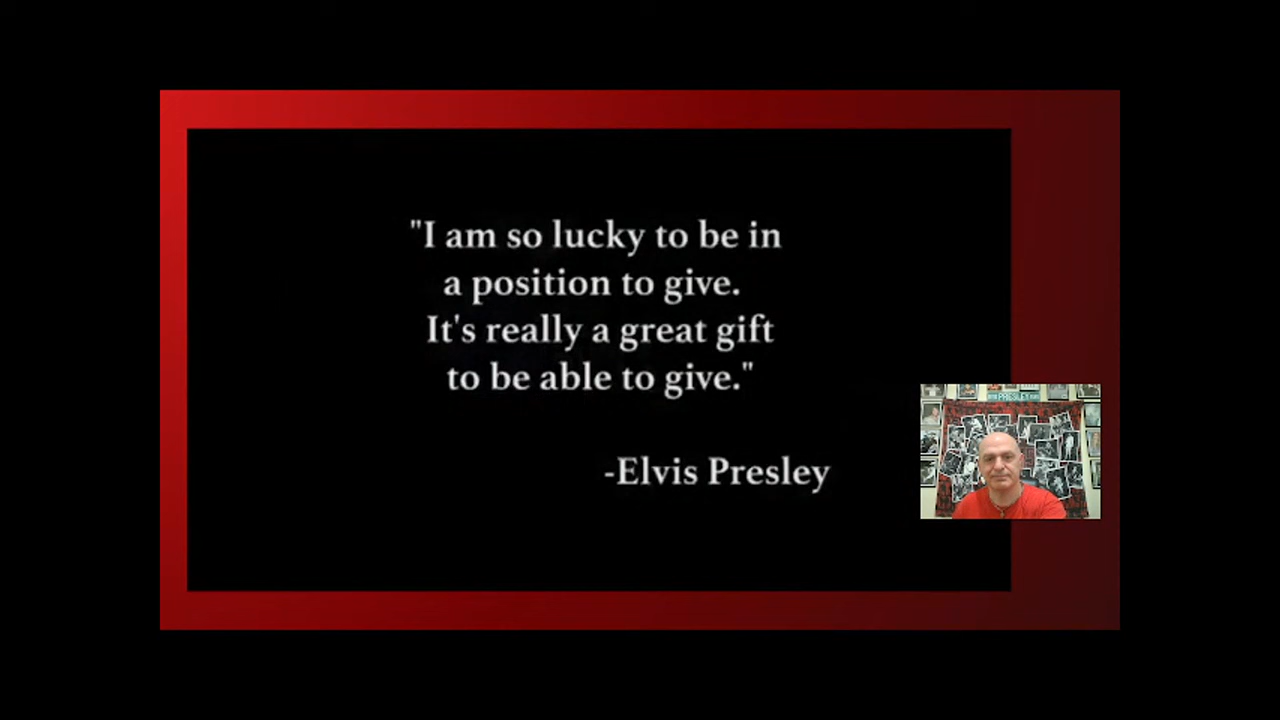 "I am so lucky to be in
a position to give.
It's really a great gift
to be able to give."
-Elvis Presley
PRESLEY